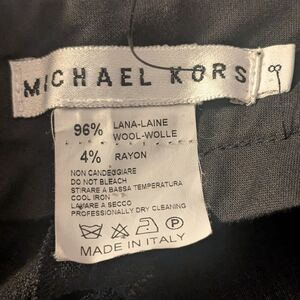 MICHAEL KORS
8
96% LANA-LAINE
WOOL-WOLLE
4% RAYON
NON CANDEGGIARE
DO NOT BLEACH
STIRARE A BASSA TEMPERATURA
COOL IRON
LAVARE A SECCO
PROFESSIONALLY DRY CLEANING
P
MADE IN ITALY